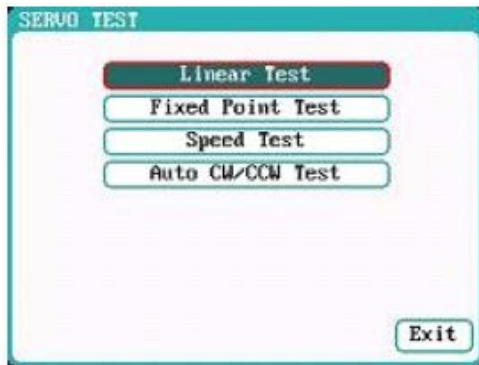 SERVO TEST
Linear Test
Fixed Point Test
Speed Test
Auto CW/CCW Test
Exit